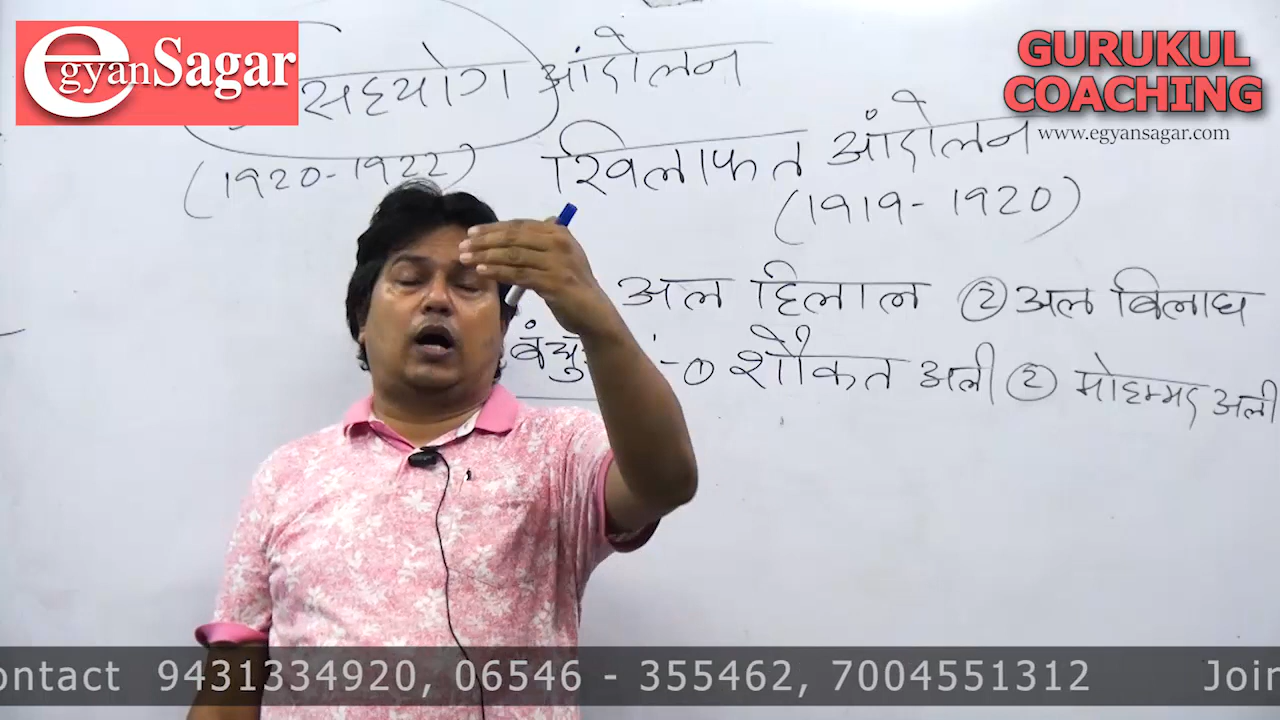 egyanSagar
GURUKUL
COACHING
www.egyansagar.com
सहयोग आंदोलन
(1920-1922)
खिलाफत आंदोलन
(1919-1920)
अल हिलाल ② अल बिलाघ
बंधु :-① शौकत अली ② मोहम्मद अली
ontact 9431334920, 06546 - 355462, 7004551312 Join